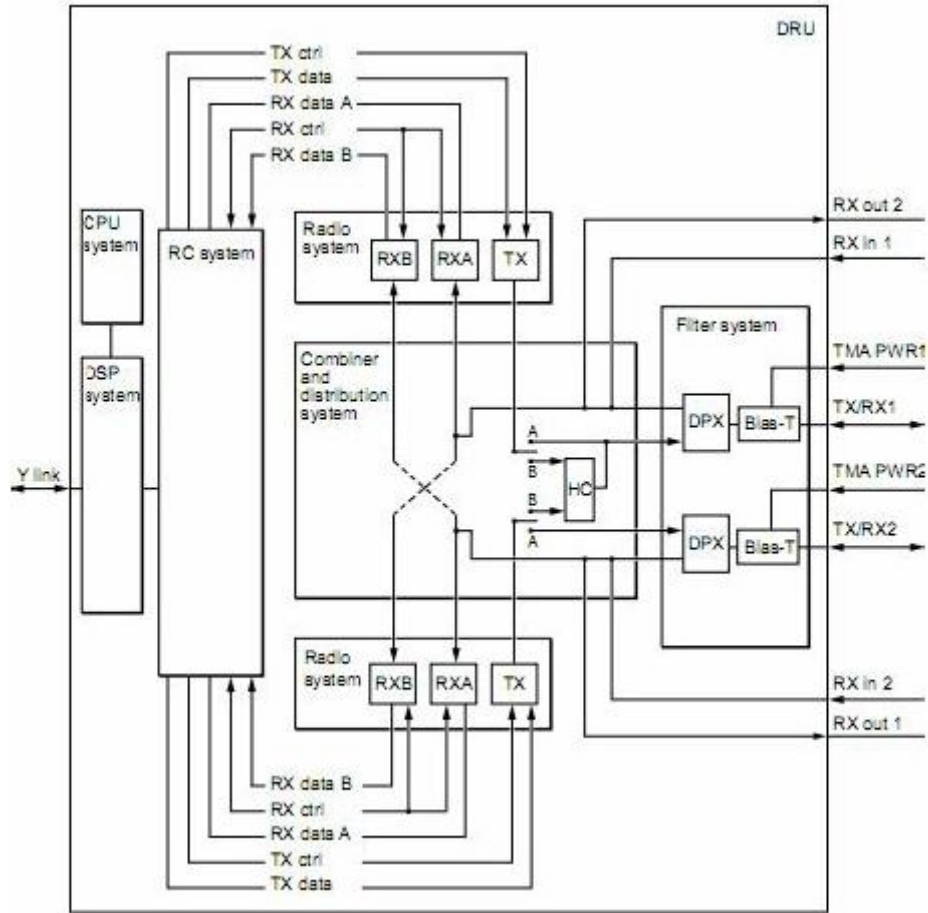 DRU
TX ctrl
TX data
RX data A
RX ctrl
RX data B
RX out 2
RX in 1
CPU
system
RC system
Radio
system
RXB
RXA
TX
Filter system
Combiner
and
distribution
system
TMA PWR1
DSP
system
DPX
Bias-T
TX/RX1
A
B
HC
B
A
Y link
TMA PWR2
DPX
Bias-T
TX/RX2
Radio
system
RXB
RXA
TX
RX in 2
RX out 1
RX data B
RX ctrl
RX data A
TX ctrl
TX data